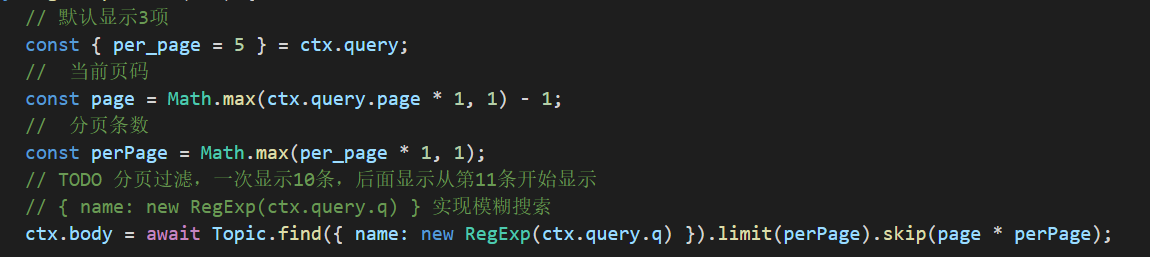 // 默认显示3项
const { per_page = 5 } = ctx.query;
//  当前页码
const page = Math.max(ctx.query.page * 1, 1) - 1;
//  分页条数
const perPage = Math.max(per_page * 1, 1);
// TODO 分页过滤，一次显示10条，后面显示从第11条开始显示
// { name: new RegExp(ctx.query.q) } 实现模糊搜索
ctx.body = await Topic.find({ name: new RegExp(ctx.query.q) }).limit(perPage).skip(page * perPage);